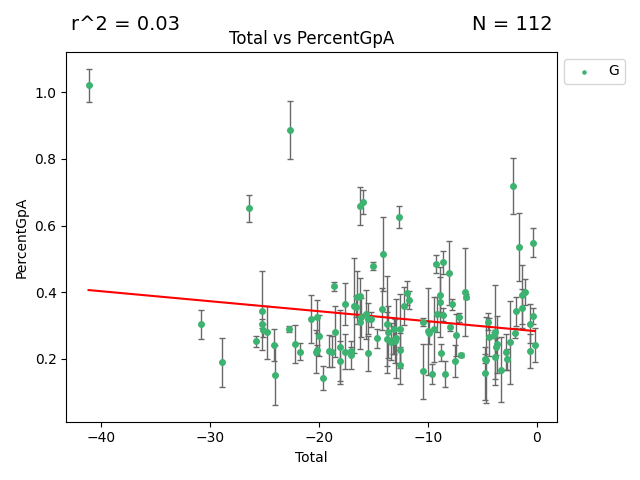 r^2 = 0.03
N = 112
Total vs PercentGpA
G
PercentGpA
1.0
0.8
0.6
0.4
0.2
−40
−30
−20
−10
0
Total